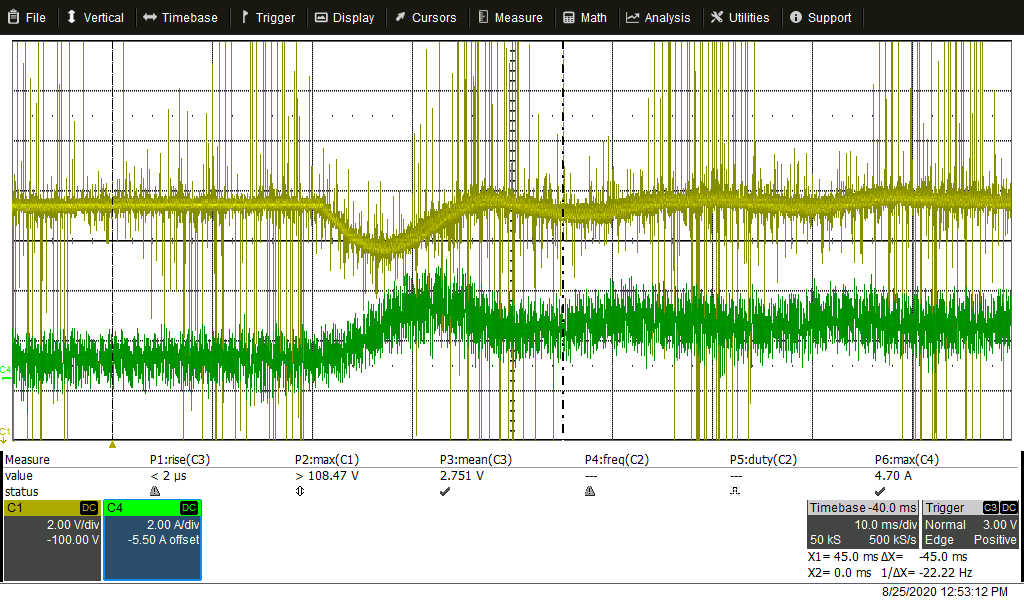 File Vertical Timebase Trigger Display Cursors Measure Math Analysis Utilities Support
C4
C1
Measure P1:rise(C3) P2:max(C1) P3:mean(C3) P4:freq(C2) P5:duty(C2) P6:max(C4)
value < 2 µs > 108.47 V 2.751 V --- --- 4.70 A
status
C1 DC C4 DC Timebase -40.0 ms Trigger C3 DC
2.00 V/div 2.00 A/div 10.0 ms/div Normal 3.00 V
-100.00 V -5.50 A offset 50 kS 500 kS/s Edge Positive
X1= 45.0 ms ΔX= -45.0 ms
X2= 0.0 ms 1/ΔX= -22.22 Hz
8/25/2020 12:53:12 PM